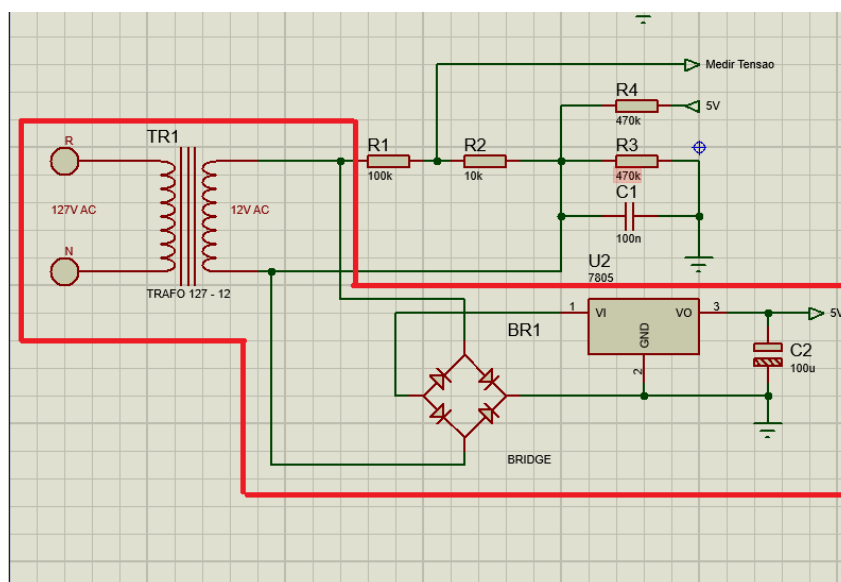 Medir Tensao
R4
5V
470k
R
TR1
R1
R2
R3
100k
10k
470k
127V AC
12V AC
C1
100n
N
U2
7805
TRAFO 127 - 12
1
VI
VO
3
5V
BR1
GND
C2
100u
2
BRIDGE